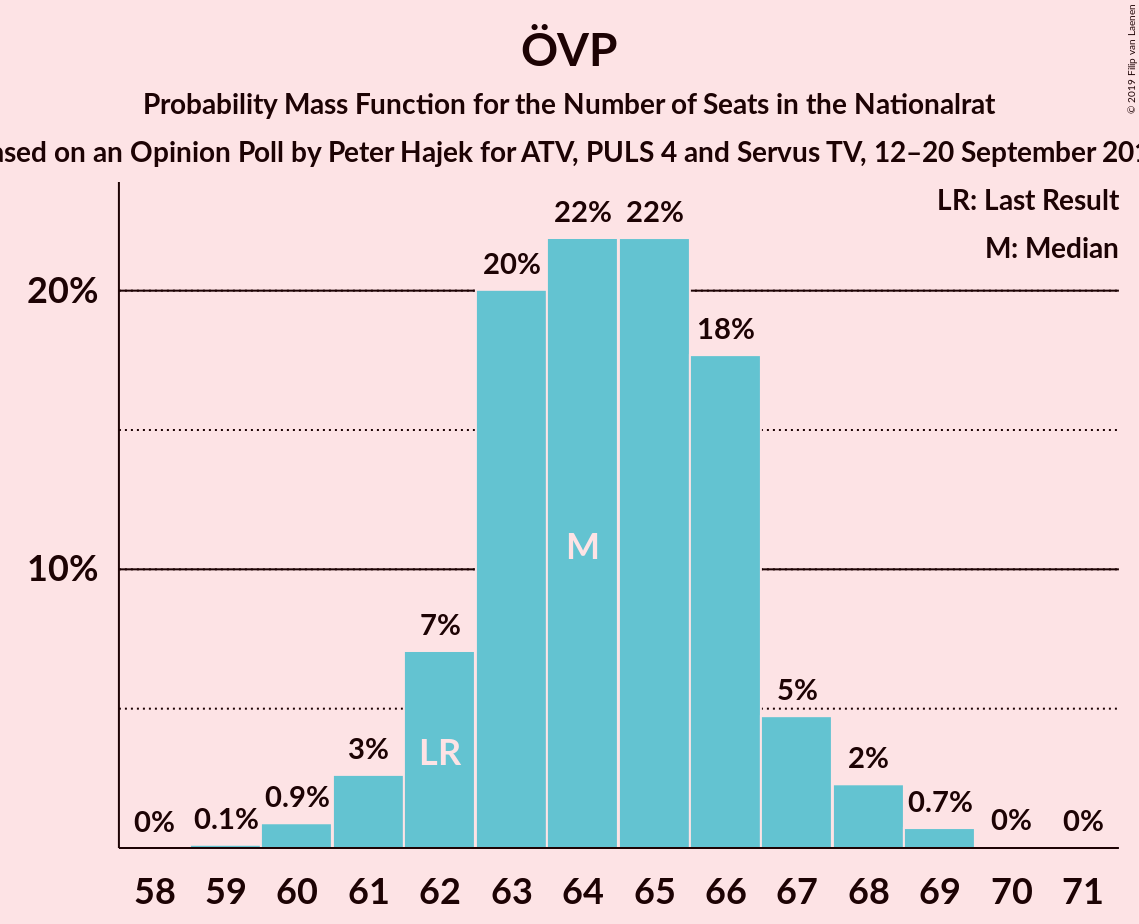 ÖVP
Probability Mass Function for the Number of Seats in the Nationalrat
on an Opinion Poll by Peter Hajek for ATV, PULS 4 and Servus TV, 12–20 September
© 2019 Filip van Laenen
LR: Last Result
M: Median
22% 22%
20%
20%
18%
M
10%
7%
5%
LR
3%
2%
0.9%
0.7%
0% 0.1% 0% 0%
58 59 60 61 62 63 64 65 66 67 68 69 70 71